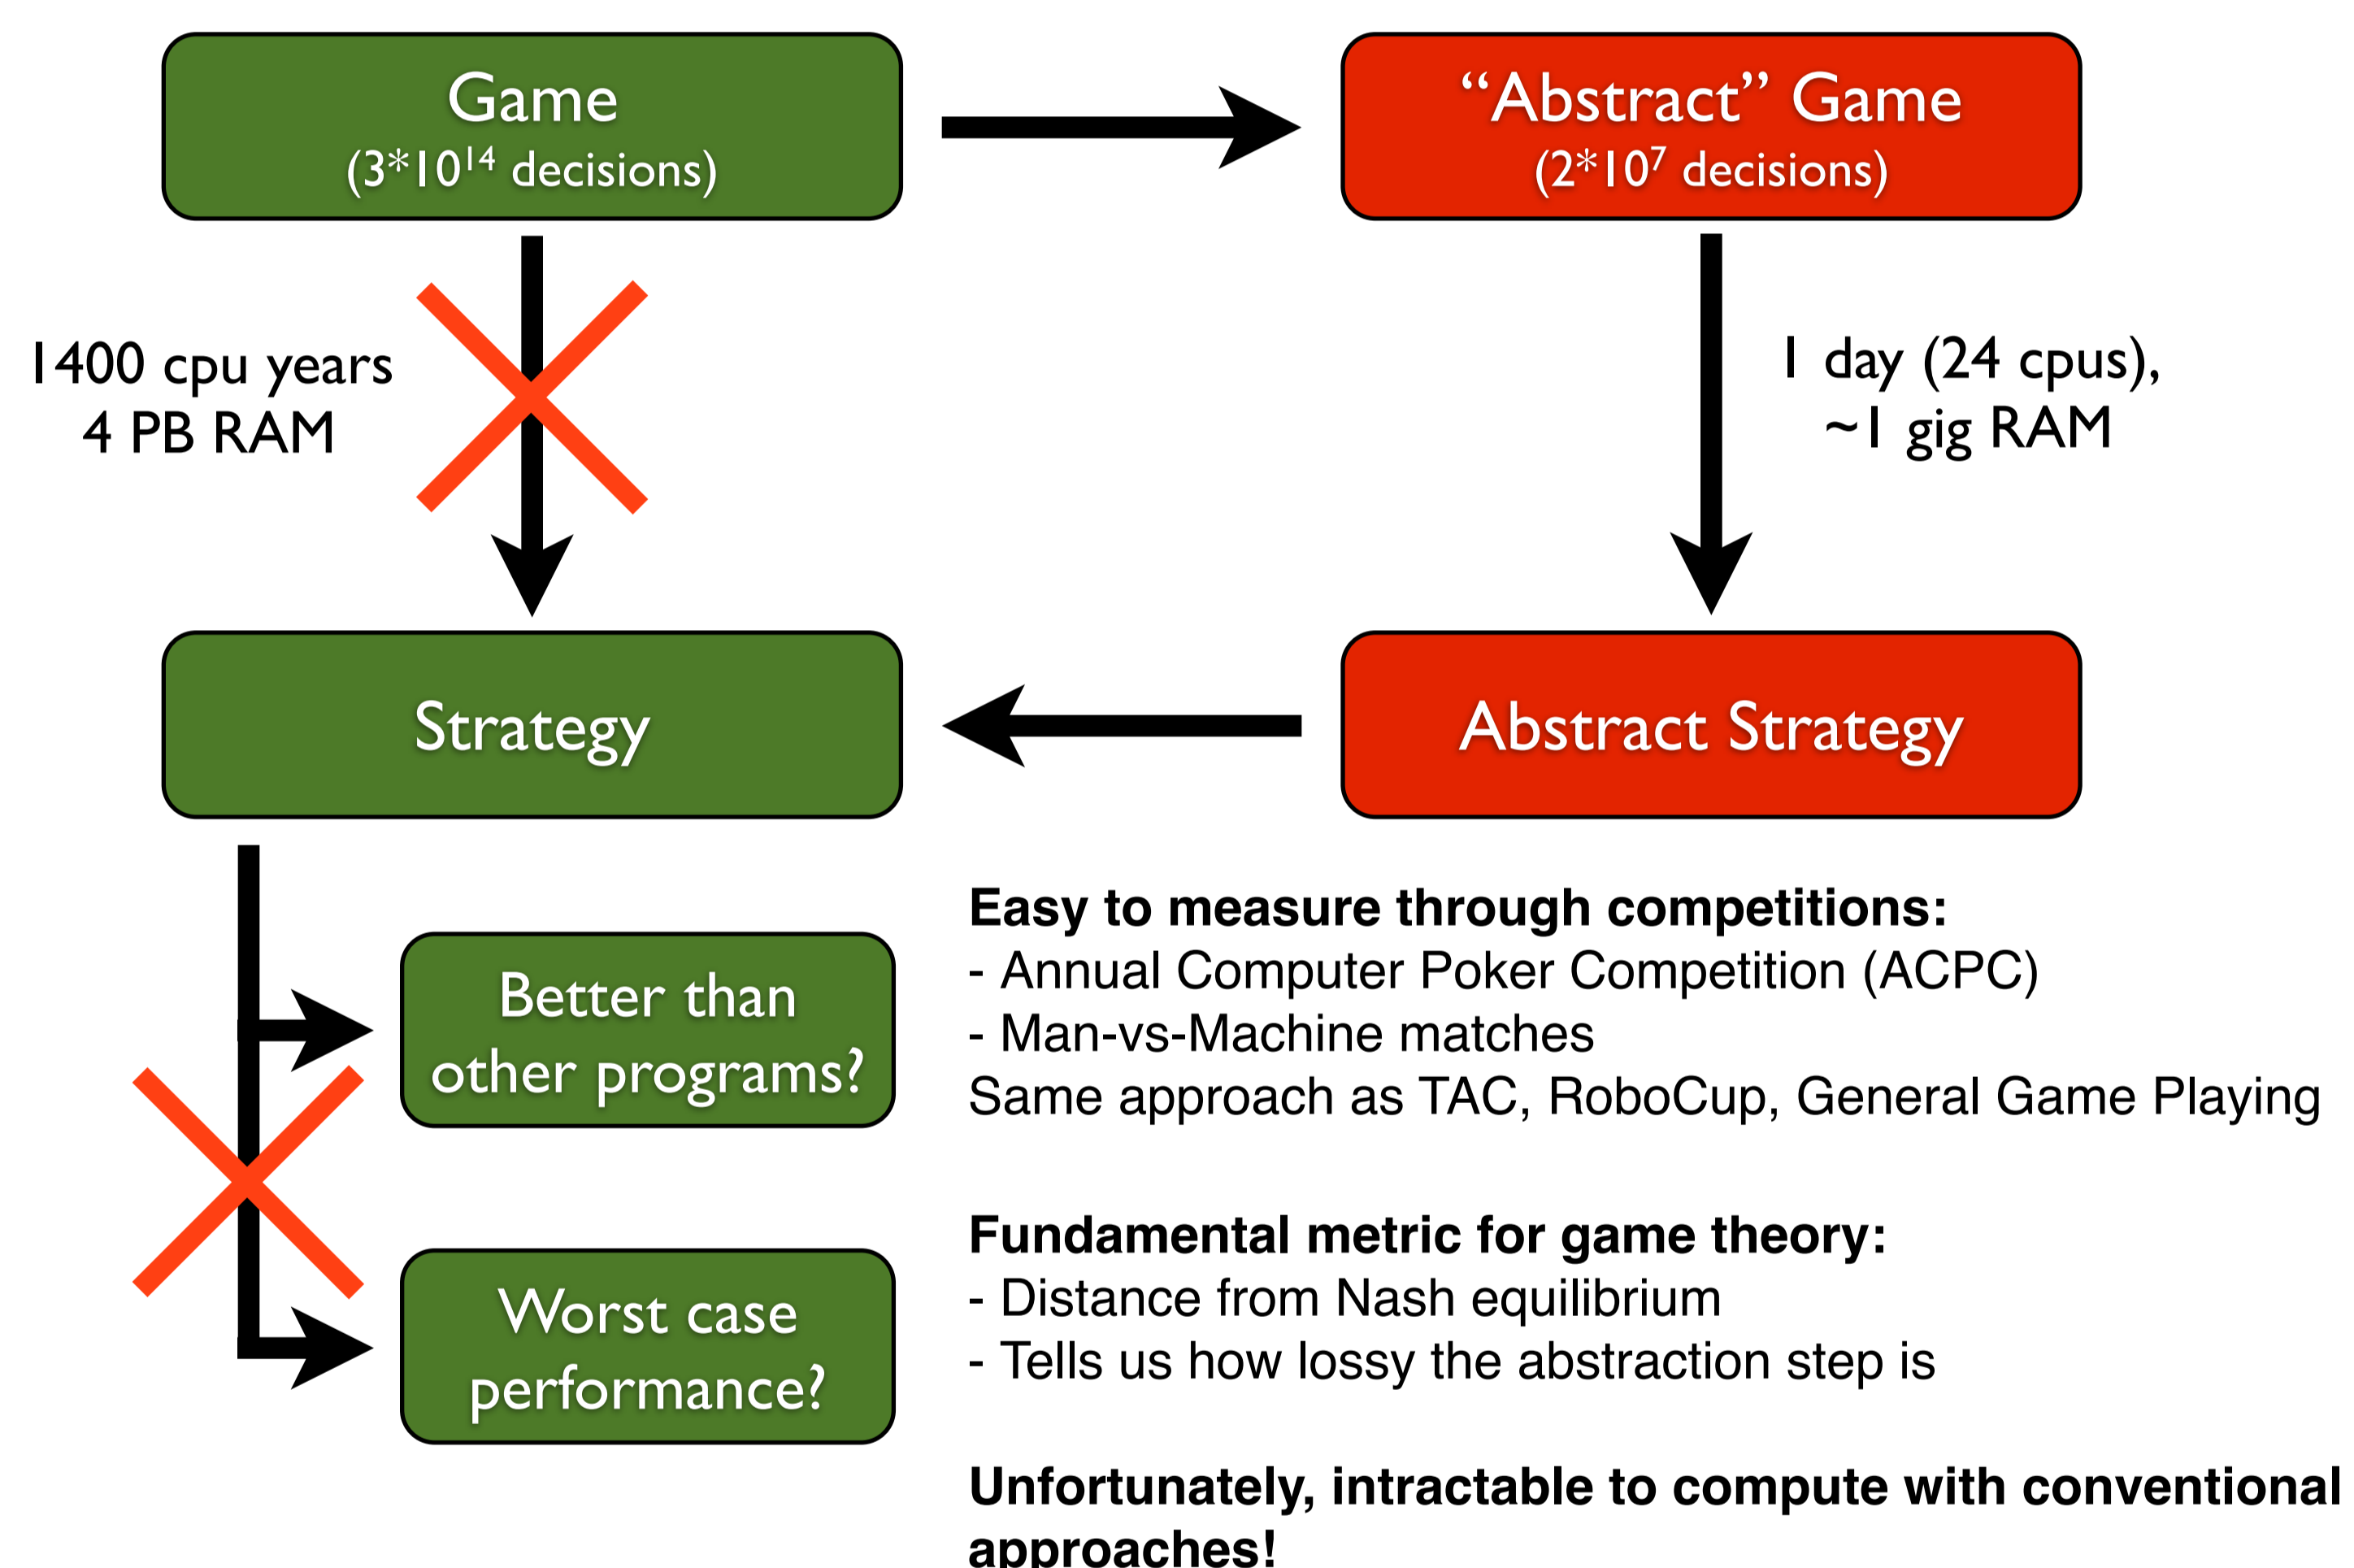 Game
(3*10¹⁴ decisions)
“Abstract” Game
(2*10⁷ decisions)
1400 cpu years
4 PB RAM
1 day (24 cpus),
~1 gig RAM
Strategy
Abstract Strategy
Better than
other programs?
Easy to measure through competitions:
- Annual Computer Poker Competition (ACPC)
- Man-vs-Machine matches
Same approach as TAC, RoboCup, General Game Playing
Worst case
performance?
Fundamental metric for game theory:
- Distance from Nash equilibrium
- Tells us how lossy the abstraction step is
Unfortunately, intractable to compute with conventional
approaches!